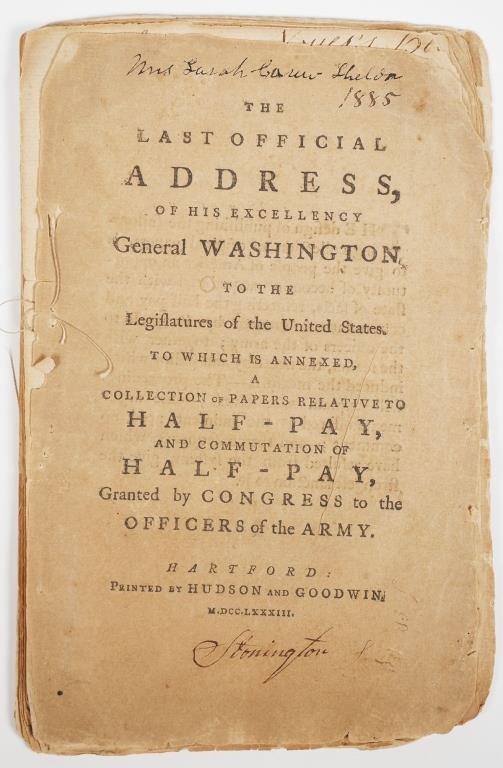 Mrs Sarah Carew Sheldon
1885
THE
LAST OFFICIAL
ADDRESS,
OF HIS EXCELLENCY
General WASHINGTON,
TO THE
Legiſlatures of the United States.
TO WHICH IS ANNEXED,
A
COLLECTION OF PAPERS RELATIVE TO
HALF-PAY,
AND COMMUTATION OF
HALF-PAY,
Granted by CONGRESS to the
OFFICERS of the ARMY.
HARTFORD:
PRINTED BY HUDSON AND GOODWIN,
M.DCC.LXXXIII.
Stonington